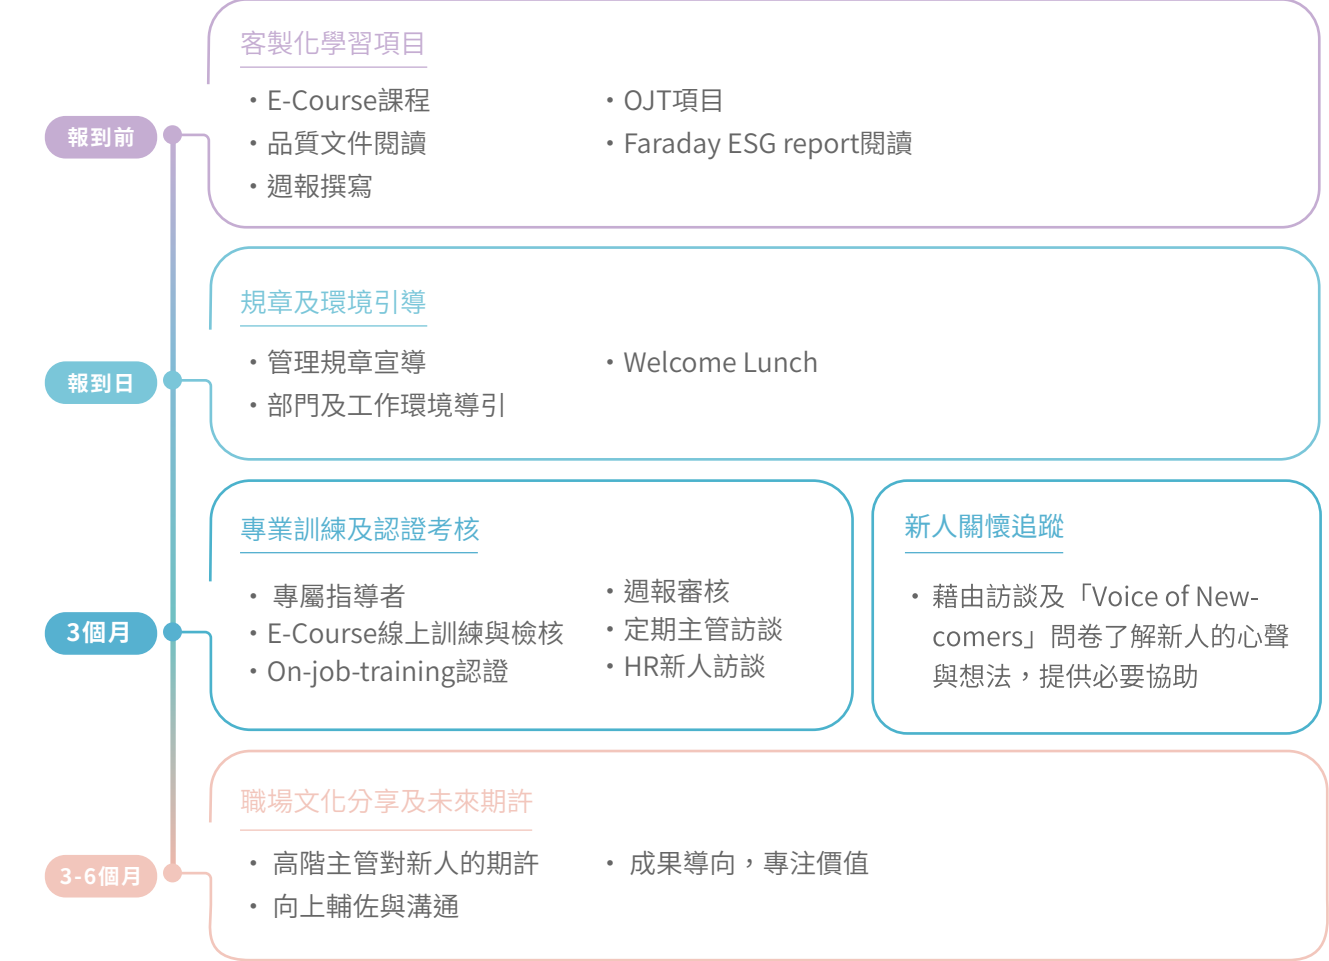 報到前
客製化學習項目
・E-Course課程
・品質文件閱讀
・週報撰寫
・OJT項目
・Faraday ESG report閱讀
報到日
規章及環境引導
・管理規章宣導
・部門及工作環境導引
・Welcome Lunch
3個月
專業訓練及認證考核
・ 專屬指導者
・E-Course線上訓練與檢核
・On-job-training認證
・週報審核
・定期主管訪談
・HR新人訪談
新人關懷追蹤
・ 藉由訪談及「Voice of New-
comers」問卷了解新人的心聲
與想法，提供必要協助
3-6個月
職場文化分享及未來期許
・ 高階主管對新人的期許
・ 向上輔佐與溝通
・ 成果導向，專注價值